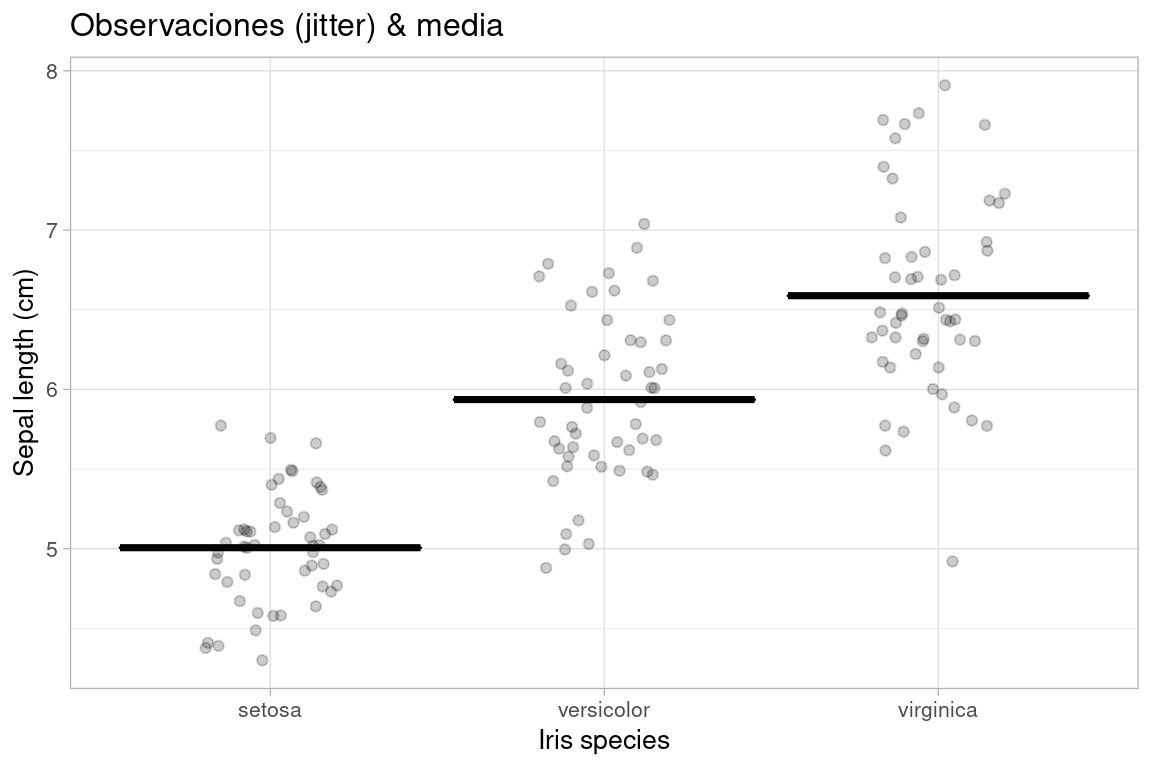 Observaciones (jitter) & media
8
7
6
5
Sepal length (cm)
setosa
versicolor
virginica
Iris species